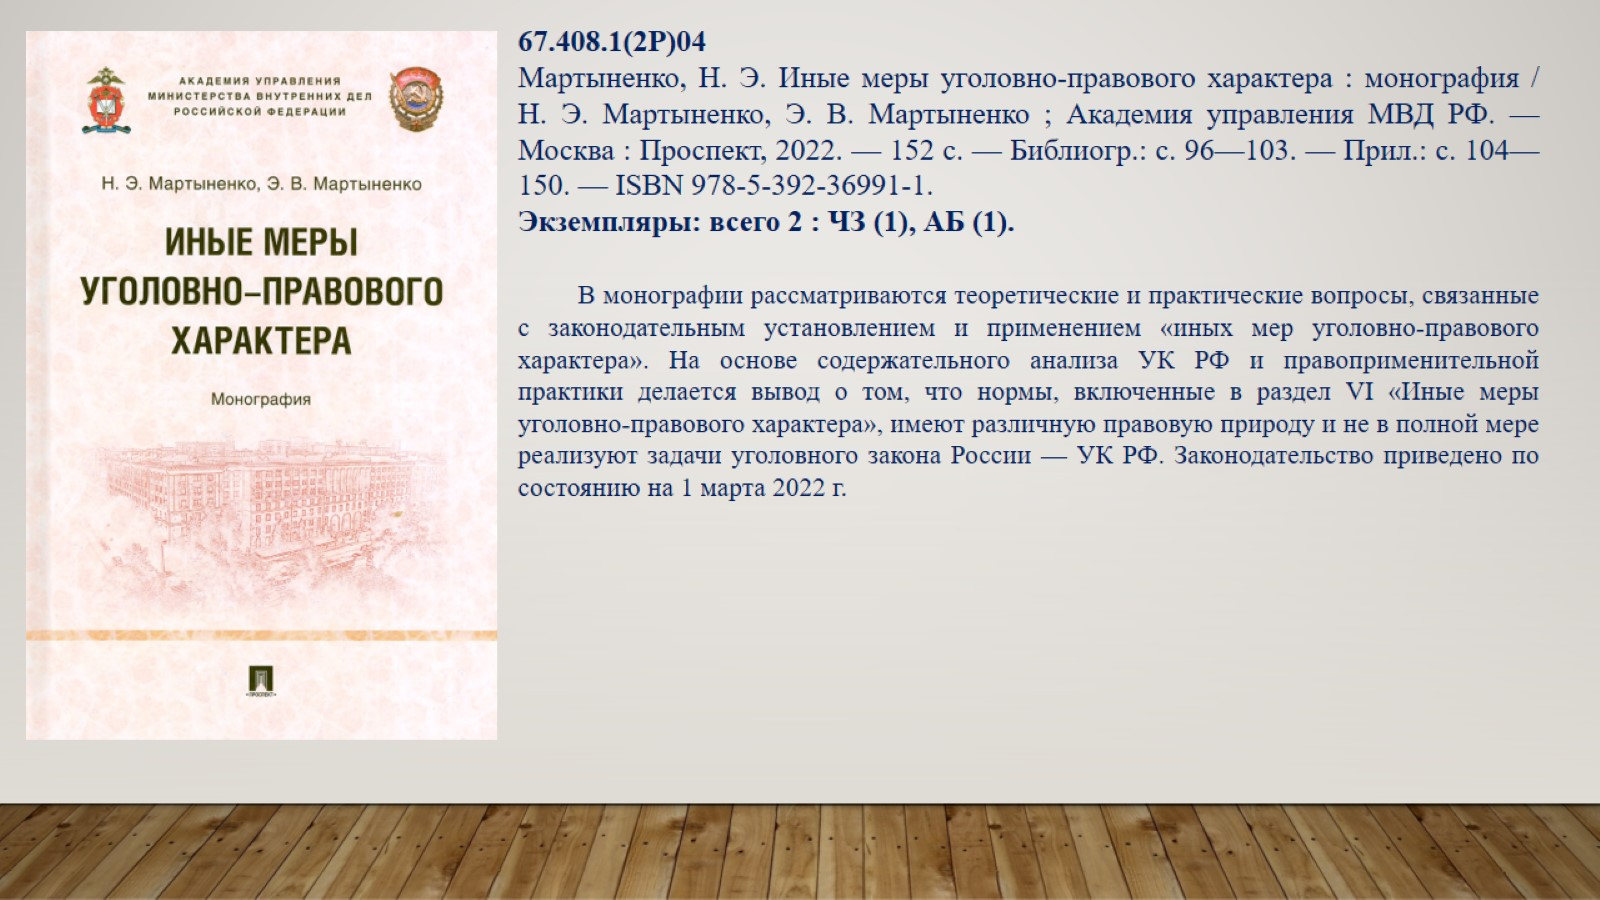 АКАДЕМИЯ УПРАВЛЕНИЯ
МИНИСТЕРСТВА ВНУТРЕННИХ ДЕЛ
РОССИЙСКОЙ ФЕДЕРАЦИИ
Н. Э. Мартыненко, Э. В. Мартыненко
ИНЫЕ МЕРЫ
УГОЛОВНО–ПРАВОВОГО
ХАРАКТЕРА
Монография
«ПРОСПЕКТ»
67.408.1(2Р)04
Мартыненко, Н. Э. Иные меры уголовно-правового характера : монография /
Н. Э. Мартыненко, Э. В. Мартыненко ; Академия управления МВД РФ. —
Москва : Проспект, 2022. — 152 с. — Библиогр.: с. 96—103. — Прил.: с. 104—
150. — ISBN 978-5-392-36991-1.
Экземпляры: всего 2 : ЧЗ (1), АБ (1).
В монографии рассматриваются теоретические и практические вопросы, связанные
с законодательным установлением и применением «иных мер уголовно-правового
характера». На основе содержательного анализа УК РФ и правоприменительной
практики делается вывод о том, что нормы, включенные в раздел VI «Иные меры
уголовно-правового характера», имеют различную правовую природу и не в полной мере
реализуют задачи уголовного закона России — УК РФ. Законодательство приведено по
состоянию на 1 марта 2022 г.